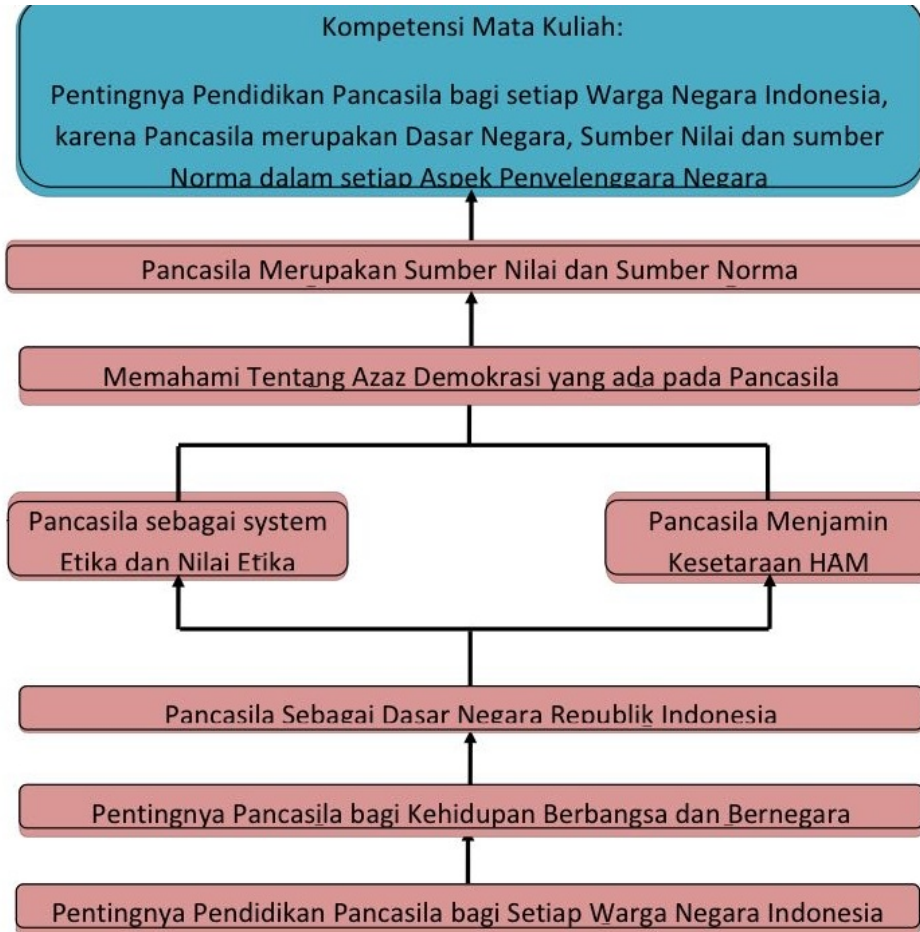 Kompetensi Mata Kuliah:
Pentingnya Pendidikan Pancasila bagi setiap Warga Negara Indonesia,
karena Pancasila merupakan Dasar Negara, Sumber Nilai dan sumber
Norma dalam setiap Aspek Penyelenggara Negara
Pancasila Merupakan Sumber Nilai dan Sumber Norma
Memahami Tentang Azaz Demokrasi yang ada pada Pancasila
Pancasila sebagai system
Etika dan Nilai Etika
Pancasila Menjamin
Kesetaraan HAM
Pancasila Sebagai Dasar Negara Republik Indonesia
Pentingnya Pancasila bagi Kehidupan Berbangsa dan Bernegara
Pentingnya Pendidikan Pancasila bagi Setiap Warga Negara Indonesia